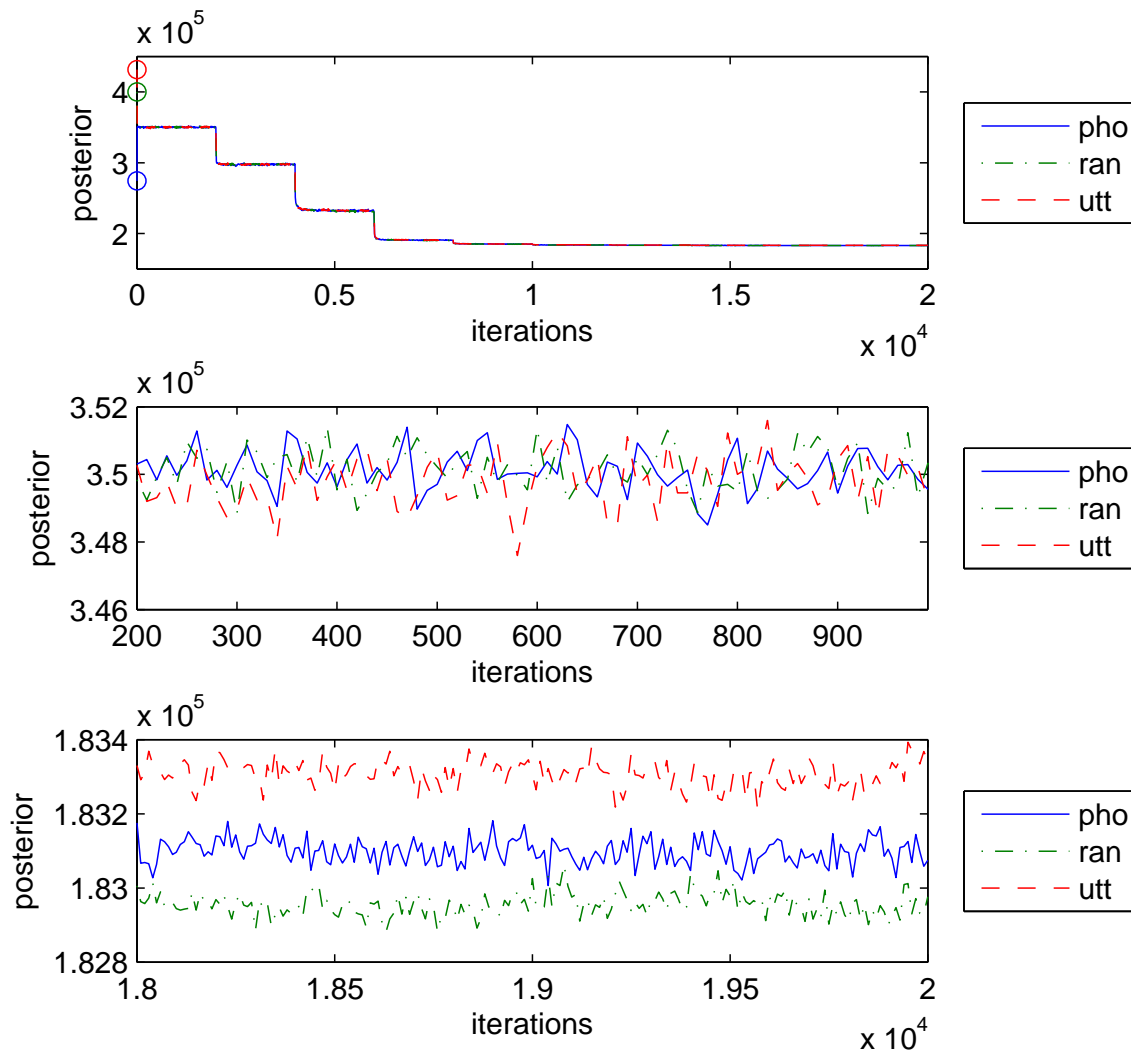 x 10^5
4
3
2
posterior
0 0.5 1 1.5 2
iterations
x 10^4
pho
ran
utt
x 10^5
3.52
3.5
3.48
3.46
posterior
200 300 400 500 600 700 800 900
iterations
pho
ran
utt
x 10^5
1.834
1.832
1.83
1.828
posterior
1.8 1.85 1.9 1.95 2
iterations
x 10^4
pho
ran
utt